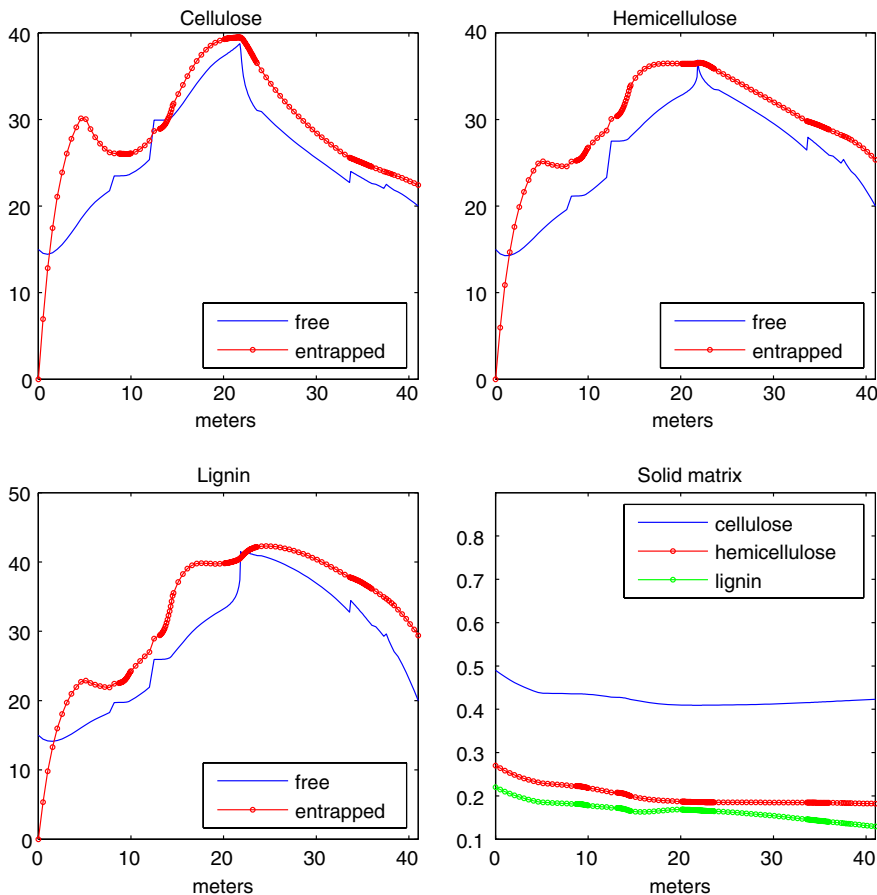 Cellulose
40
30
20
10
0
0 10 20 30 40
meters
free
entrapped
Hemicellulose
40
30
20
10
0
0 10 20 30 40
meters
free
entrapped
Lignin
50
40
30
20
10
0
0 10 20 30 40
meters
free
entrapped
Solid matrix
0.8
0.7
0.6
0.5
0.4
0.3
0.2
0.1
0 10 20 30 40
meters
cellulose
hemicellulose
lignin